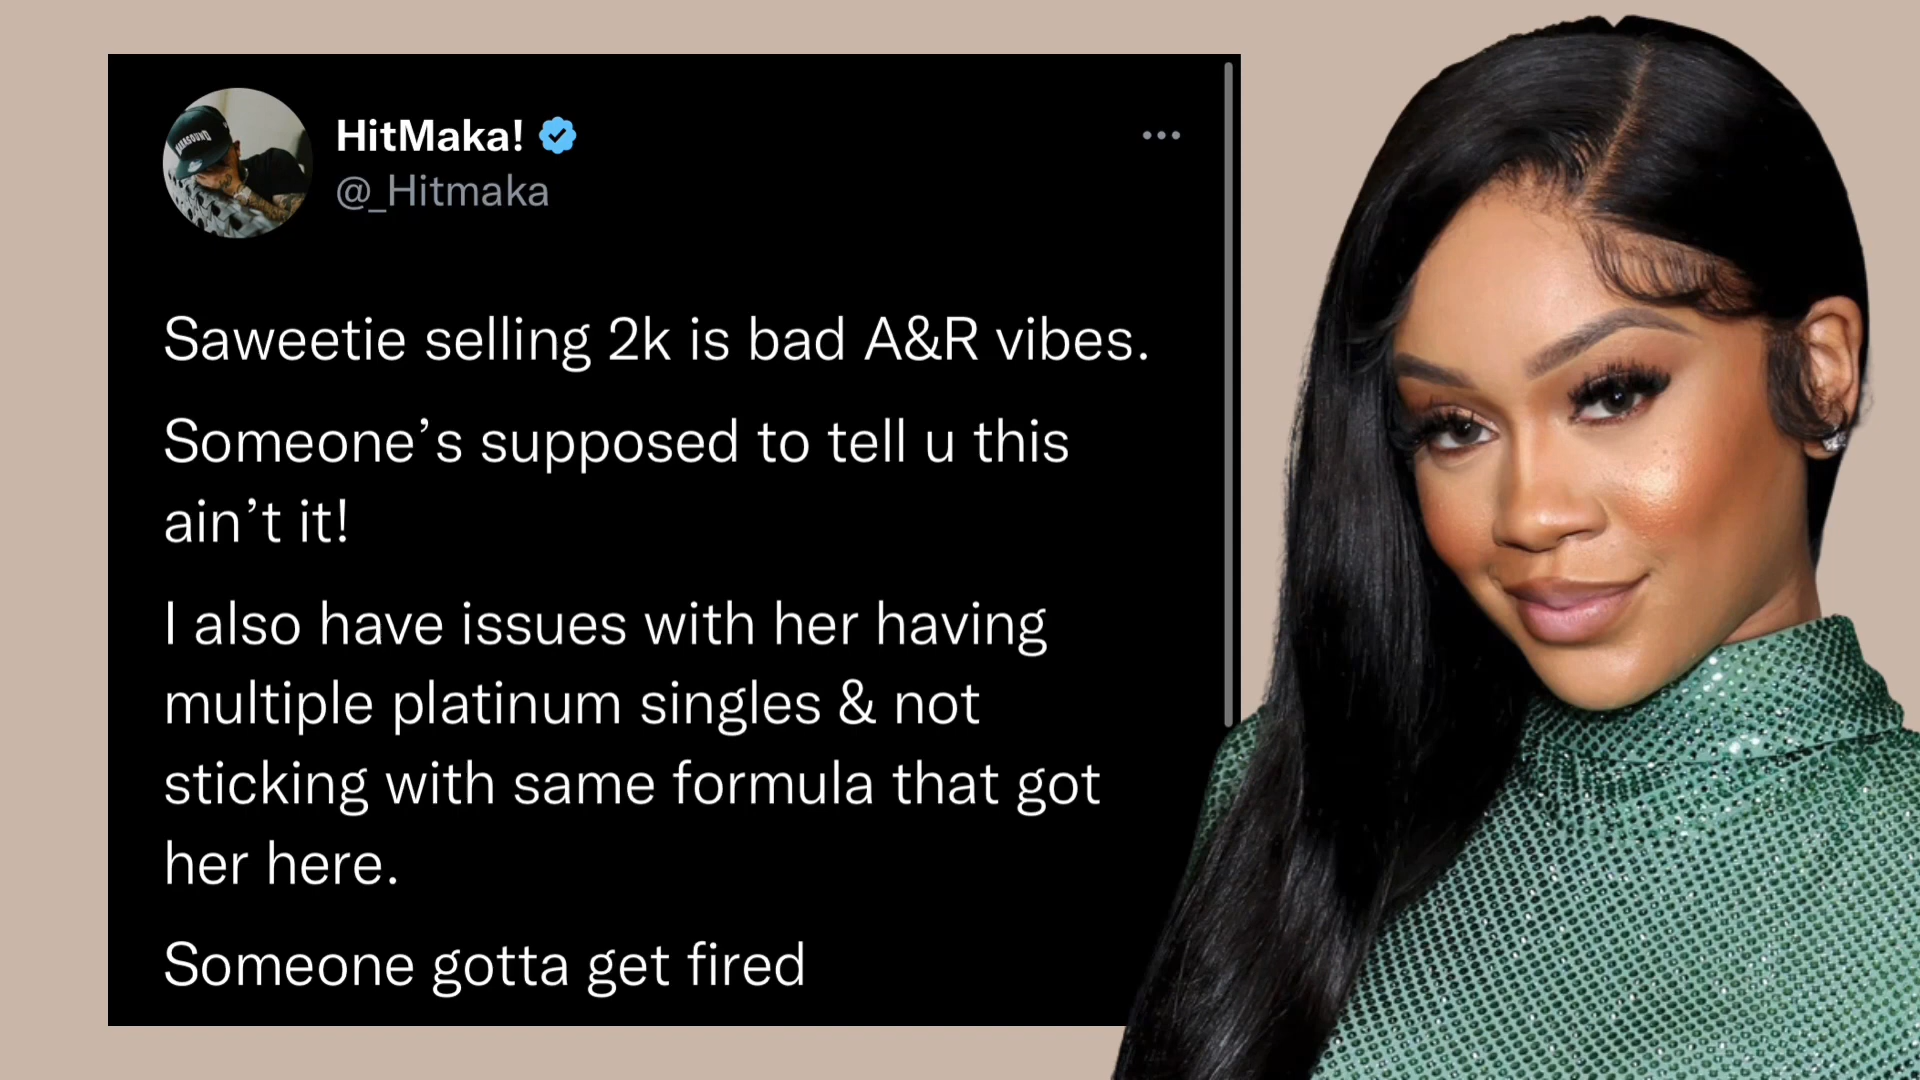 HitMaka!
@_Hitmaka
Saweetie selling 2k is bad A&R vibes.
Someone’s supposed to tell u this
ain’t it!
I also have issues with her having
multiple platinum singles & not
sticking with same formula that got
her here.
Someone gotta get fired